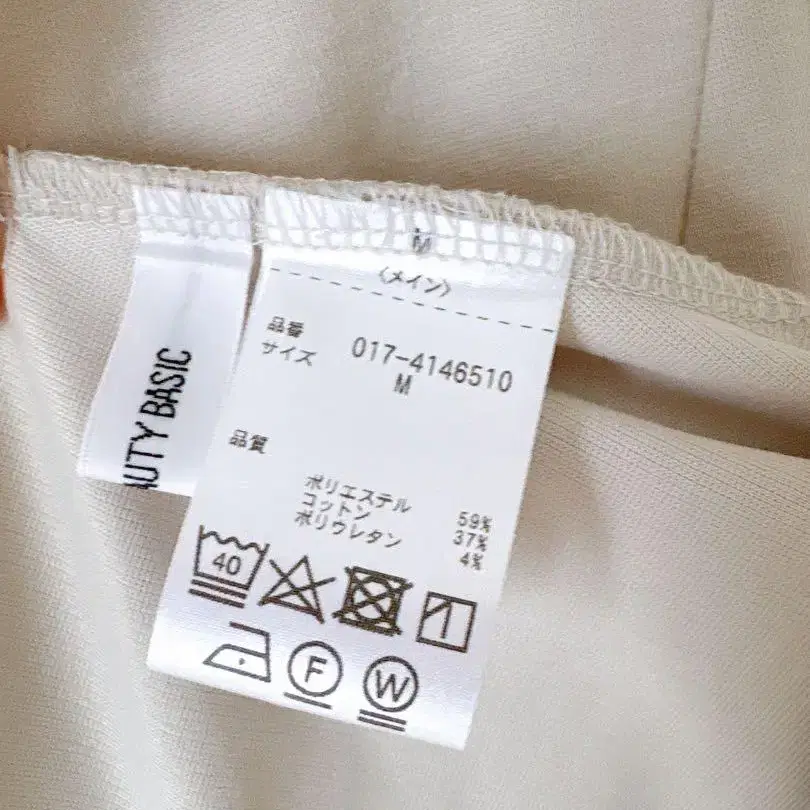 AUTY BASIC
M
〈メイン〉
品番 017-4146510
サイズ M
品質
ポリエステル 59%
コットン 37%
ポリウレタン 4%
40
F
W